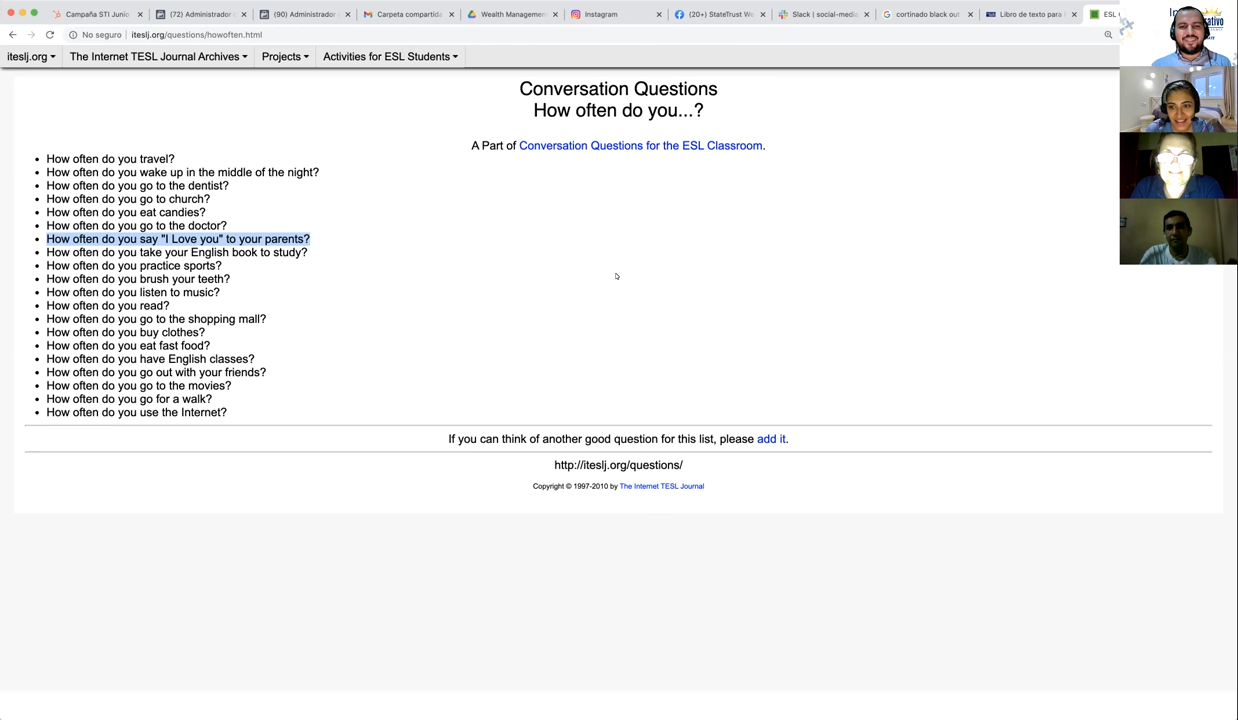 Campaña STI Junio
(72) Administrador
(90) Administrador
Carpeta compartida
Wealth Management
Instagram
(20+) StateTrust We
Slack | social-media
cortinado black out
Libro de texto para
ESL
No seguro | iteslj.org/questions/howoften.html
iteslj.org
The Internet TESL Journal Archives
Projects
Activities for ESL Students
Conversation Questions
How often do you...?
A Part of Conversation Questions for the ESL Classroom.
How often do you travel?
How often do you wake up in the middle of the night?
How often do you go to the dentist?
How often do you go to church?
How often do you eat candies?
How often do you go to the doctor?
How often do you say "I Love you" to your parents?
How often do you take your English book to study?
How often do you practice sports?
How often do you brush your teeth?
How often do you listen to music?
How often do you read?
How often do you go to the shopping mall?
How often do you buy clothes?
How often do you eat fast food?
How often do you have English classes?
How often do you go out with your friends?
How often do you go to the movies?
How often do you go for a walk?
How often do you use the Internet?
If you can think of another good question for this list, please add it.
http://iteslj.org/questions/
Copyright © 1997-2010 by The Internet TESL Journal